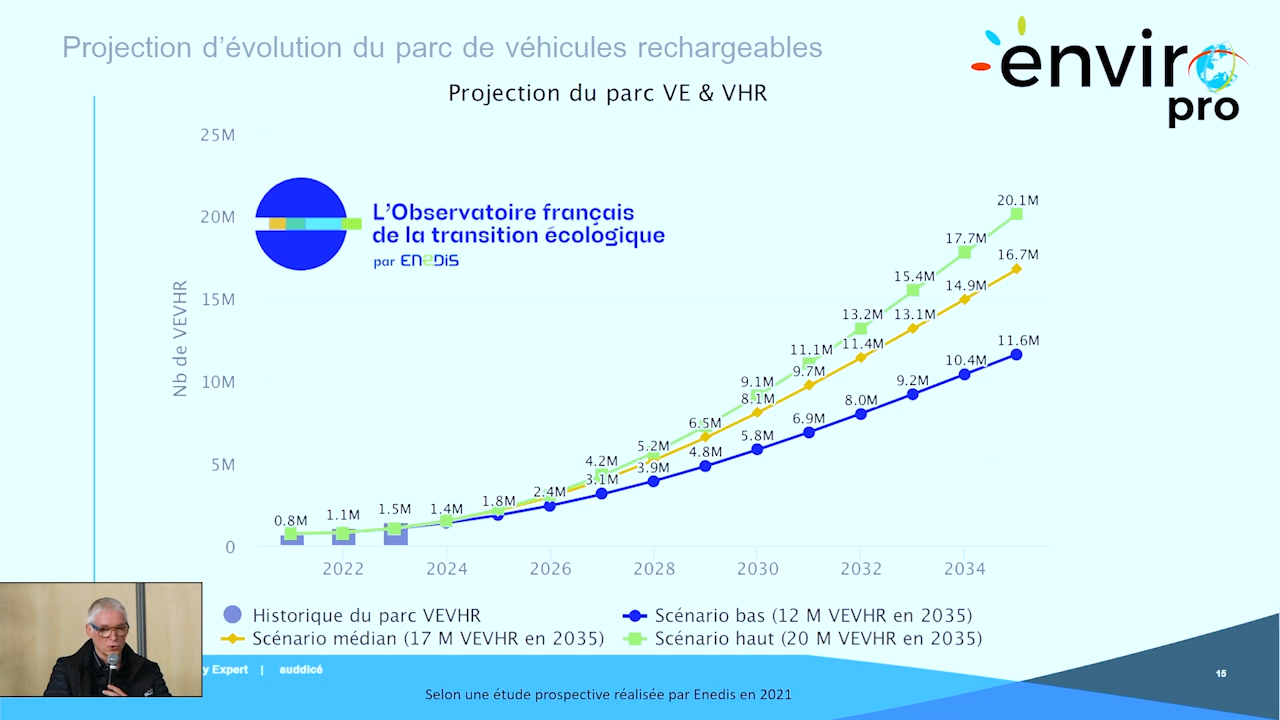 Projection d’évolution du parc de véhicules rechargeables
envir
pro
Projection du parc VE & VHR
25M
20M
15M
10M
5M
0
Nb de VEVHR
L’Observatoire français
de la transition écologique
par ENEDIS
20.1M
17.7M
16.7M
15.4M
14.9M
13.2M
13.1M
11.6M
11.1M
11.4M
10.4M
9.1M
9.7M
9.2M
8.1M
8.0M
6.5M
6.9M
5.2M
5.8M
4.2M
4.8M
3.1M
3.9M
0.8M
1.1M
1.5M
1.4M
1.8M
2.4M
2022 2024 2026 2028 2030 2032 2034
Historique du parc VEVHR
Scénario bas (12 M VEVHR en 2035)
Scénario médian (17 M VEVHR en 2035)
Scénario haut (20 M VEVHR en 2035)
y Expert | auddicé
15
Selon une étude prospective réalisée par Enedis en 2021